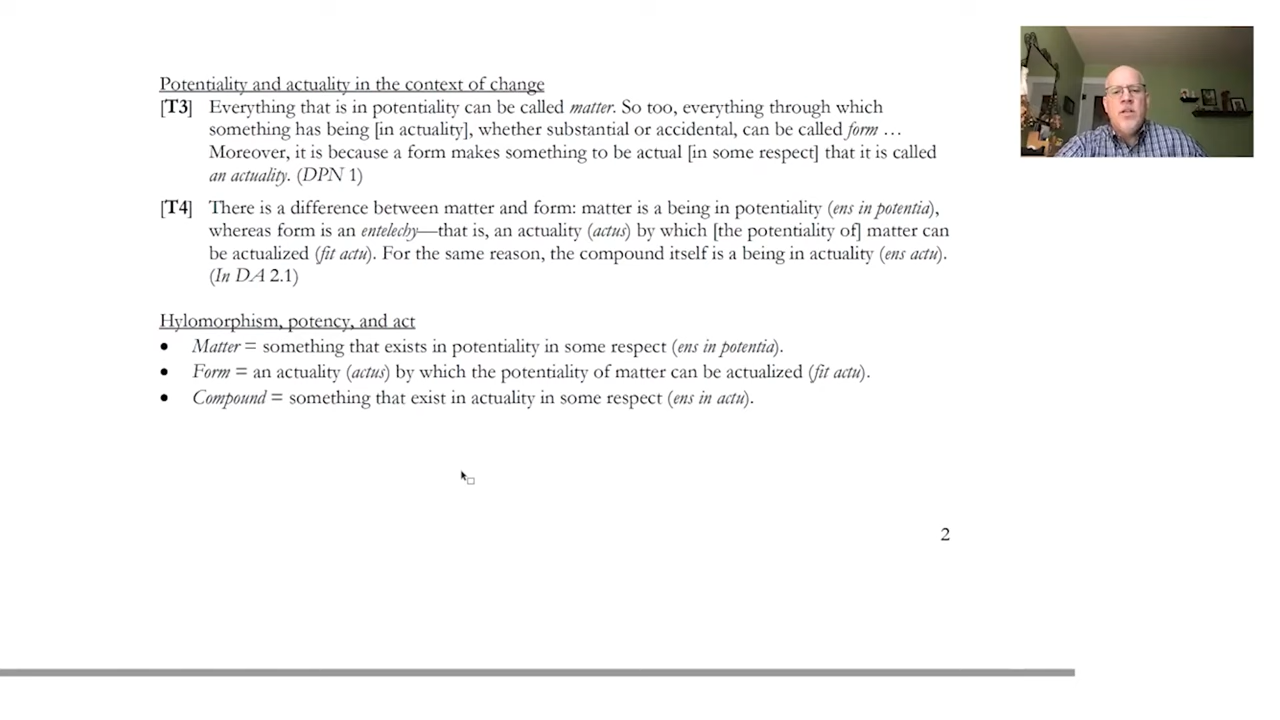 Potentiality and actuality in the context of change
[T3] Everything that is in potentiality can be called matter. So too, everything through which
something has being [in actuality], whether substantial or accidental, can be called form …
Moreover, it is because a form makes something to be actual [in some respect] that it is called
an actuality. (DPN 1)
[T4] There is a difference between matter and form: matter is a being in potentiality (ens in potentia),
whereas form is an entelechy—that is, an actuality (actus) by which [the potentiality of] matter can
be actualized (fit actu). For the same reason, the compound itself is a being in actuality (ens actu).
(In DA 2.1)
Hylomorphism, potency, and act
• Matter = something that exists in potentiality in some respect (ens in potentia).
• Form = an actuality (actus) by which the potentiality of matter can be actualized (fit actu).
• Compound = something that exist in actuality in some respect (ens in actu).
2